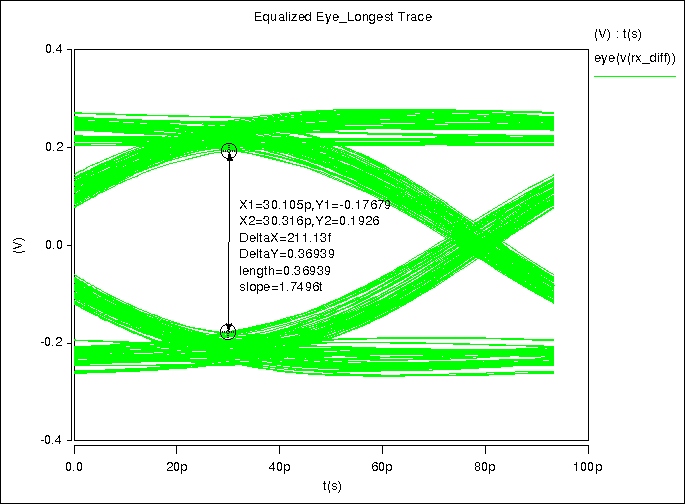 Equalized Eye_Longest Trace
(V) : t(s)
eye(v(rx_diff))
0.4
0.2
0.0
-0.2
-0.4
(V)
X1=30.105p,Y1=-0.17679
X2=30.316p,Y2=0.1926
DeltaX=211.13f
DeltaY=0.36939
length=0.36939
slope=1.7496t
0.0 20p 40p 60p 80p 100p
t(s)